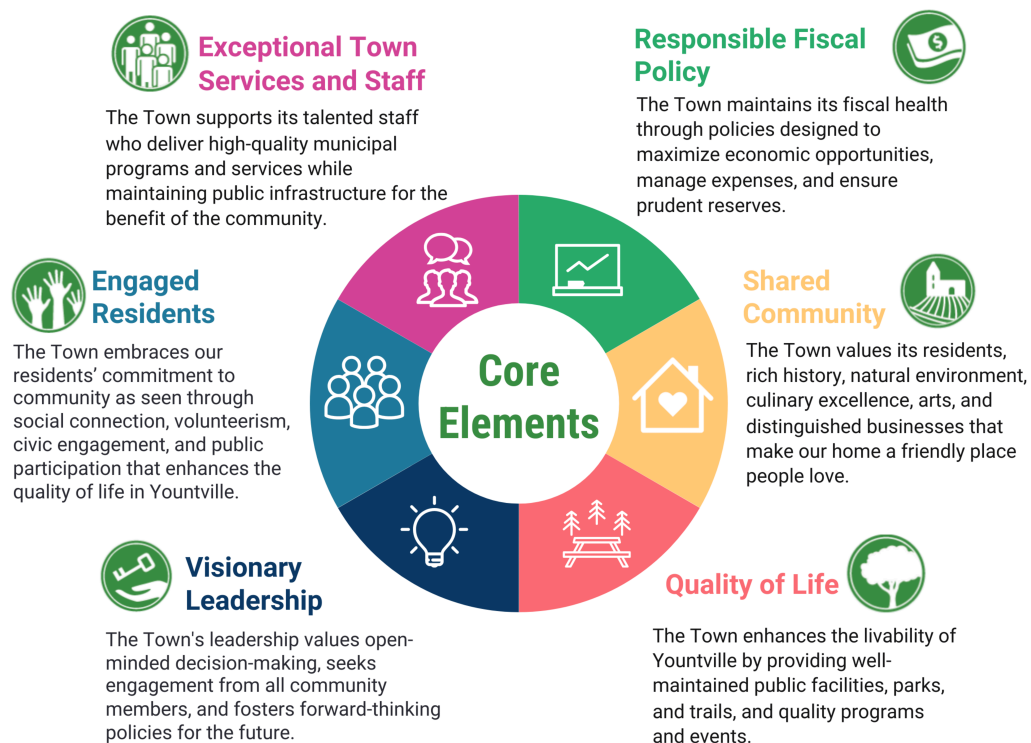 Exceptional Town
Services and Staff
The Town supports its talented staff
who deliver high-quality municipal
programs and services while
maintaining public infrastructure for the
benefit of the community.
Responsible Fiscal
Policy
The Town maintains its fiscal health
through policies designed to
maximize economic opportunities,
manage expenses, and ensure
prudent reserves.
Engaged
Residents
The Town embraces our
residents’ commitment to
community as seen through
social connection, volunteerism,
civic engagement, and public
participation that enhances the
quality of life in Yountville.
Core
Elements
Shared
Community
The Town values its residents,
rich history, natural environment,
culinary excellence, arts, and
distinguished businesses that
make our home a friendly place
people love.
Visionary
Leadership
The Town's leadership values open-
minded decision-making, seeks
engagement from all community
members, and fosters forward-thinking
policies for the future.
Quality of Life
The Town enhances the livability of
Yountville by providing well-
maintained public facilities, parks,
and trails, and quality programs
and events.